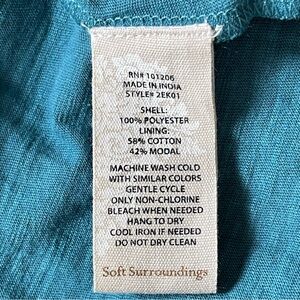 RN# 101206
MADE IN INDIA
STYLE# 2EK01
SHELL:
100% POLYESTER
LINING:
58% COTTON
42% MODAL
MACHINE WASH COLD
WITH SIMILAR COLORS
GENTLE CYCLE
ONLY NON-CHLORINE
BLEACH WHEN NEEDED
HANG TO DRY
COOL IRON IF NEEDED
DO NOT DRY CLEAN
Soft Surroundings